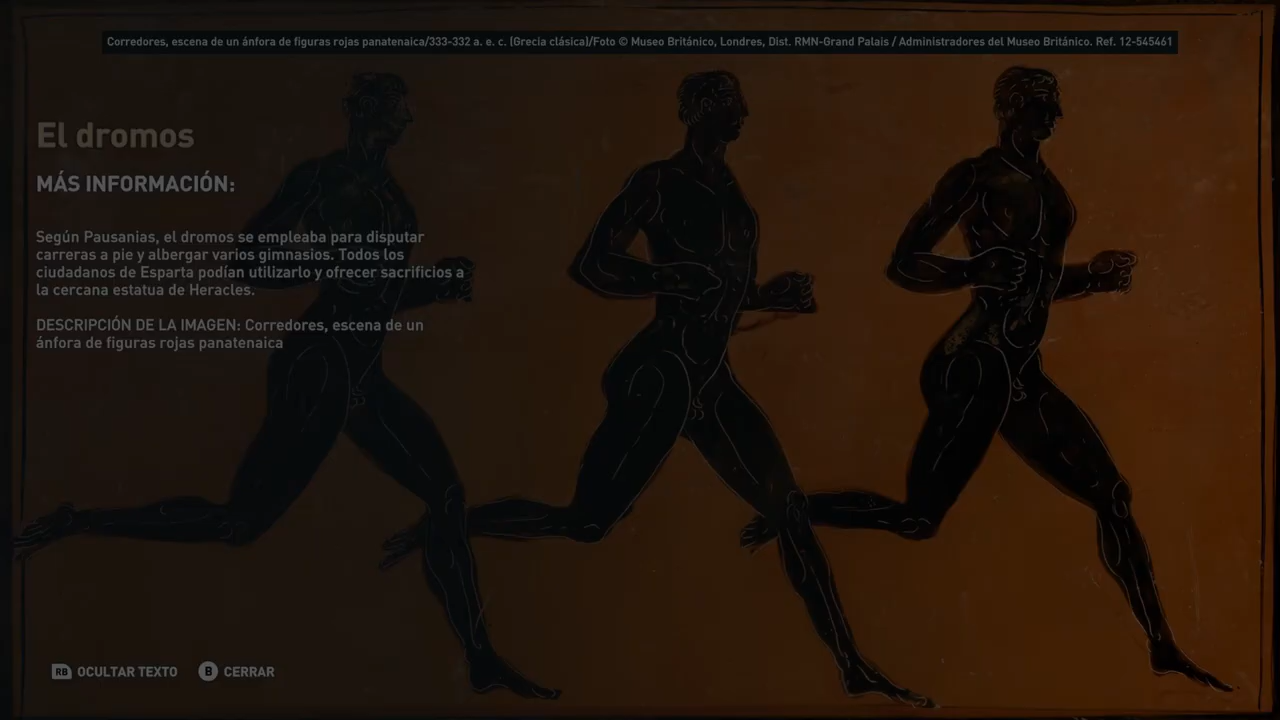 Corredores, escena de un ánfora de figuras rojas panatenaica/333-332 a. e. c. (Grecia clásica)/Foto © Museo Británico, Londres, Dist. RMN-Grand Palais / Administradores del Museo Británico. Ref. 12-545461
El dromos
MÁS INFORMACIÓN:
Según Pausanias, el dromos se empleaba para disputar
carreras a pie y albergar varios gimnasios. Todos los
ciudadanos de Esparta podían utilizarlo y ofrecer sacrificios a
la cercana estatua de Heracles.
DESCRIPCIÓN DE LA IMAGEN: Corredores, escena de un
ánfora de figuras rojas panatenaica
RB OCULTAR TEXTO B CERRAR